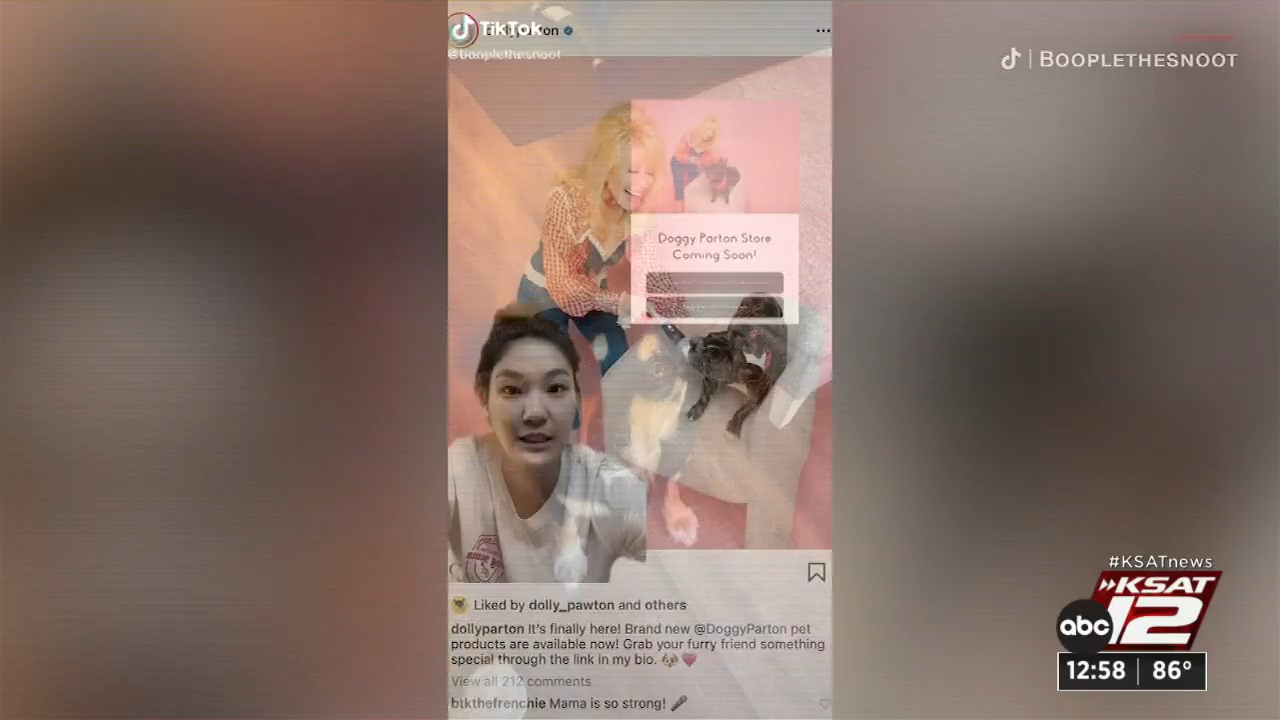 TikTok
@booplethesnoot
BOOPLETHESNOOT
Doggy Parton Store
Coming Soon!
Liked by dolly_pawton and others
dollyparton It's finally here! Brand new @DoggyParton pet
products are available now! Grab your furry friend something
special through the link in my bio. 🐶💗
View all 212 comments
btkthefrenchie Mama is so strong! 🎤
#KSATnews
KSAT
abc 12
12:58 86°